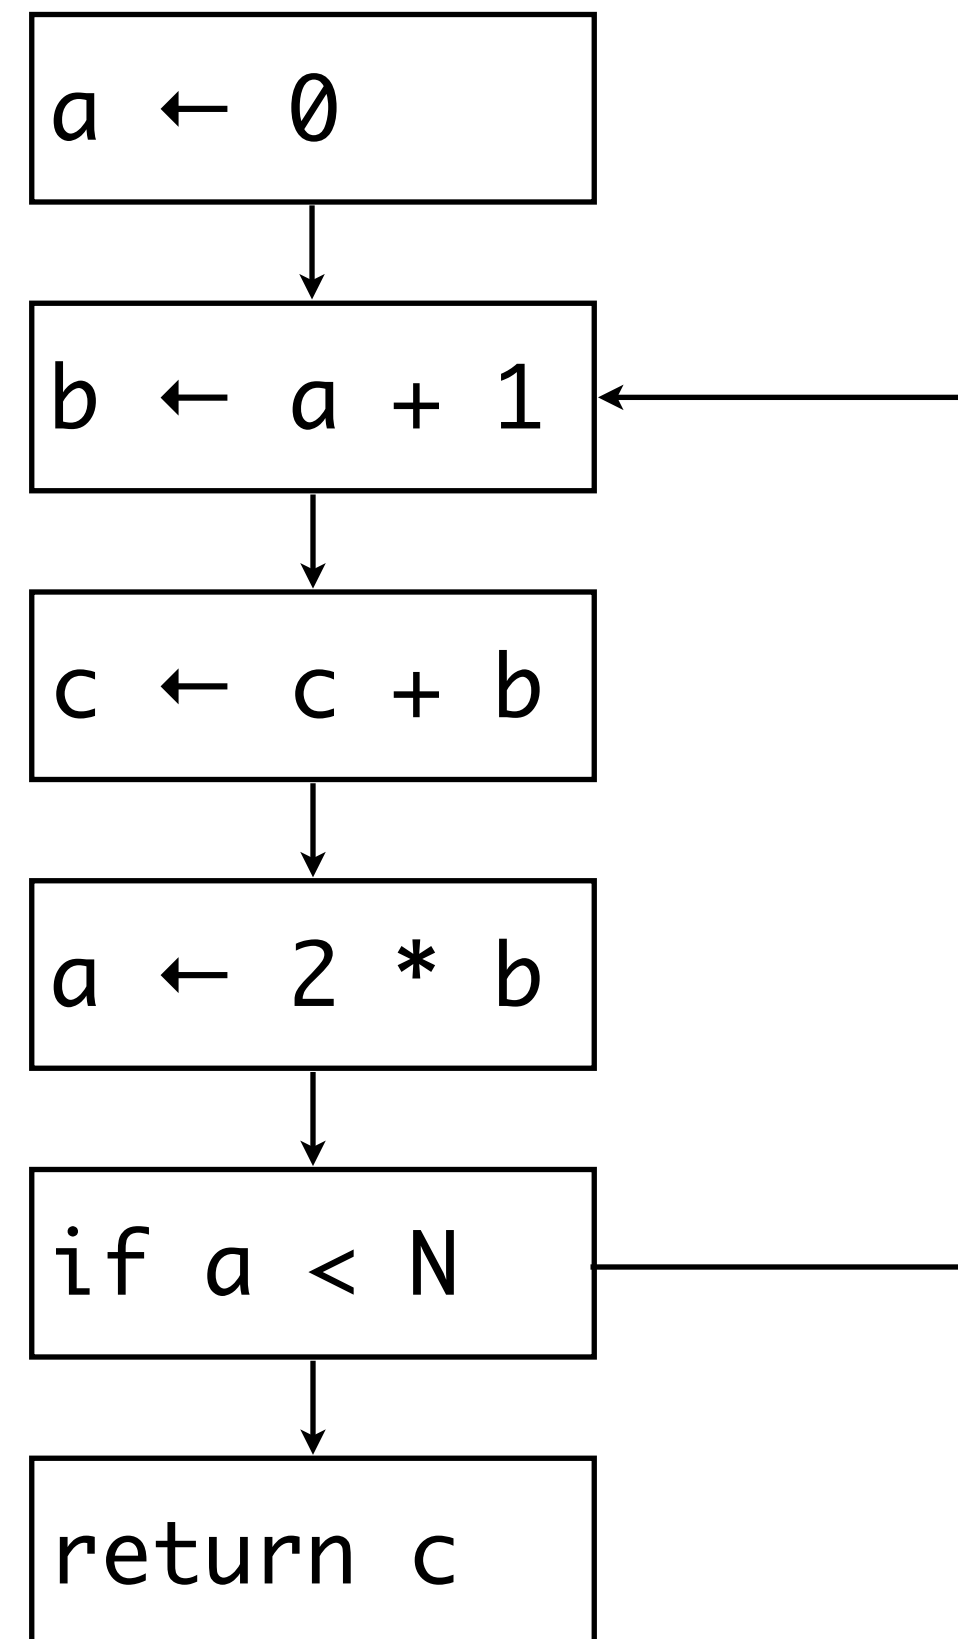 a ← 0
b ← a + 1
c ← c + b
a ← 2 * b
if a < N
return c